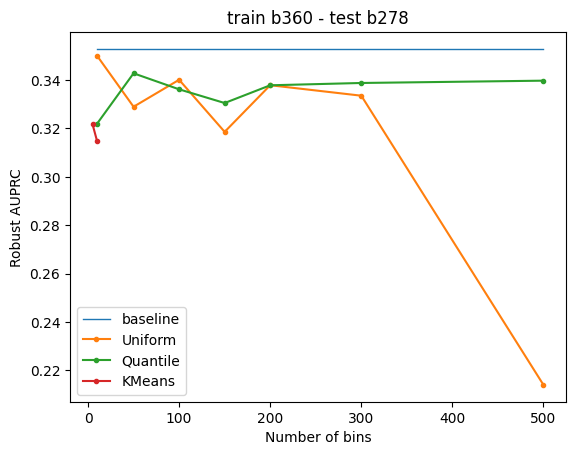 train b360 - test b278
Robust AUPRC
0.34
0.32
0.30
0.28
0.26
0.24
0.22
baseline
Uniform
Quantile
KMeans
0
100
200
300
400
500
Number of bins